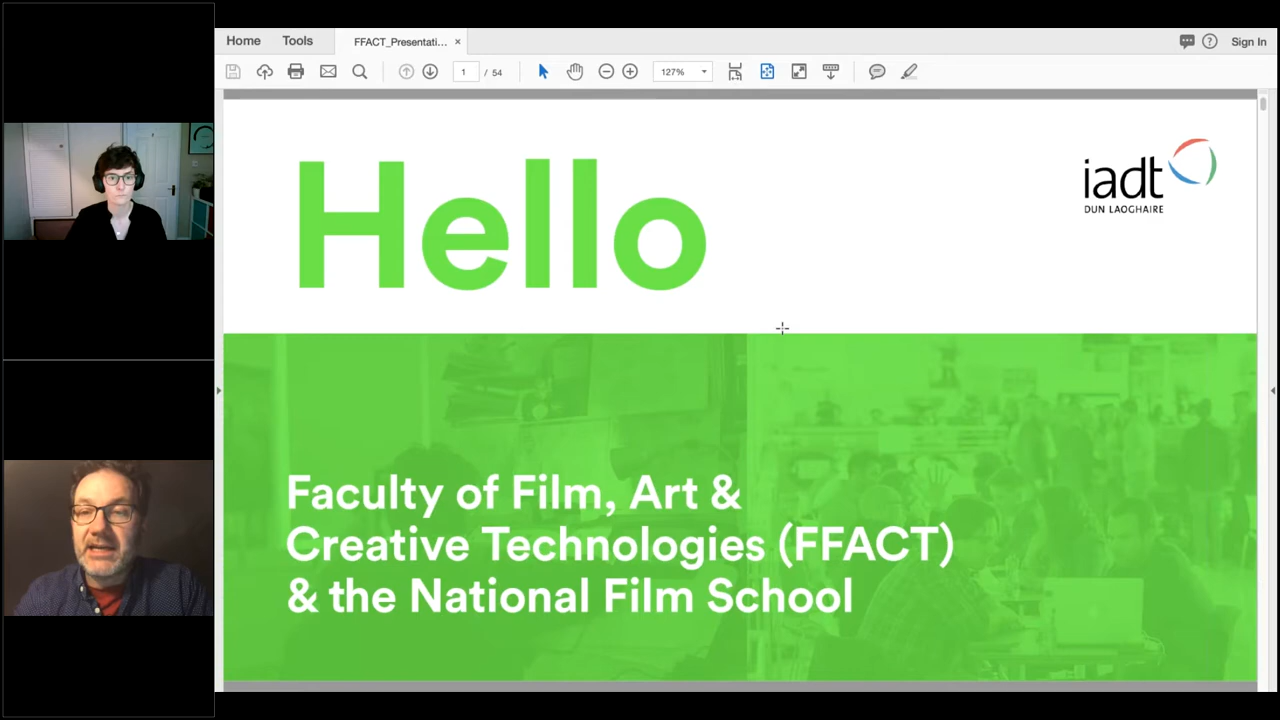 Home
Tools
FFACT_Presentati...
×
?
Sign In
1 / 54
127%
Hello
iadt
DUN LAOGHAIRE
Faculty of Film, Art &
Creative Technologies (FFACT)
& the National Film School